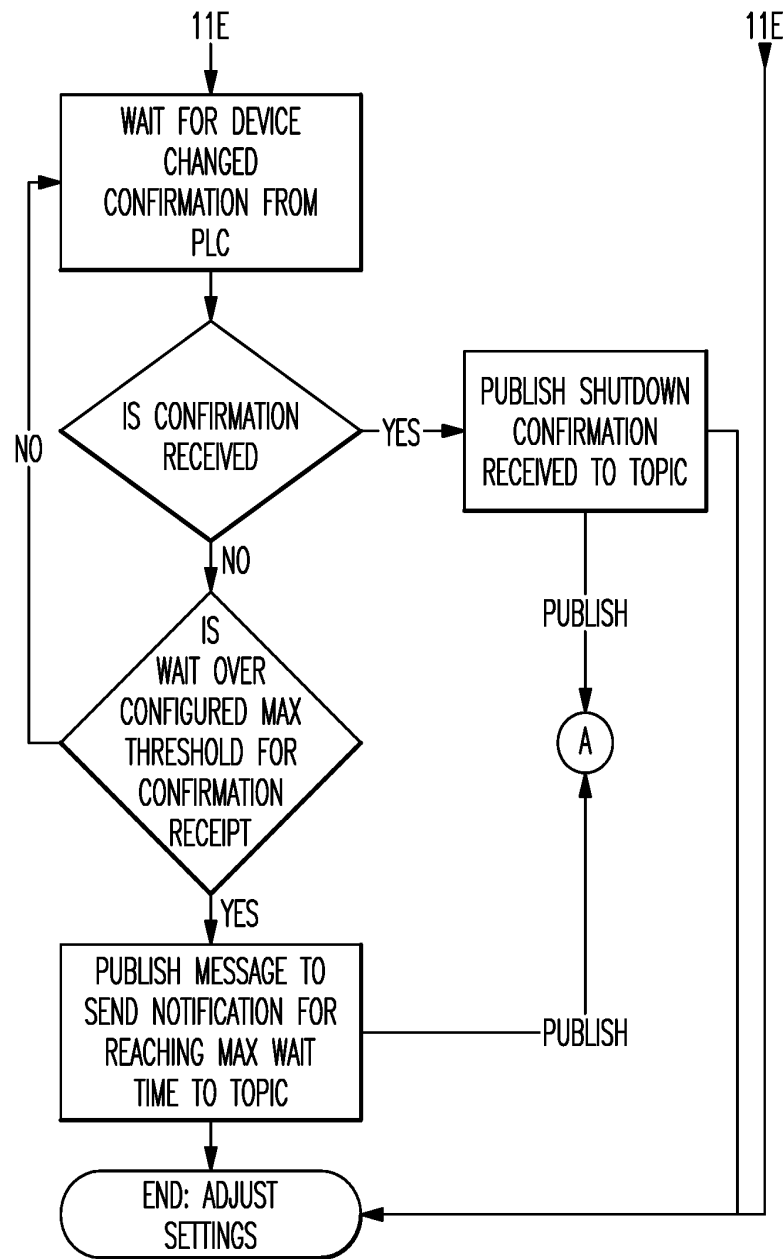 11E
11E
WAIT FOR DEVICE
CHANGED
CONFIRMATION FROM
PLC
IS CONFIRMATION
RECEIVED
YES
PUBLISH SHUTDOWN
CONFIRMATION
RECEIVED TO TOPIC
NO
NO
PUBLISH
IS
WAIT OVER
CONFIGURED MAX
THRESHOLD FOR
CONFIRMATION
RECEIPT
A
YES
PUBLISH MESSAGE TO
SEND NOTIFICATION FOR
REACHING MAX WAIT
TIME TO TOPIC
PUBLISH
END: ADJUST
SETTINGS